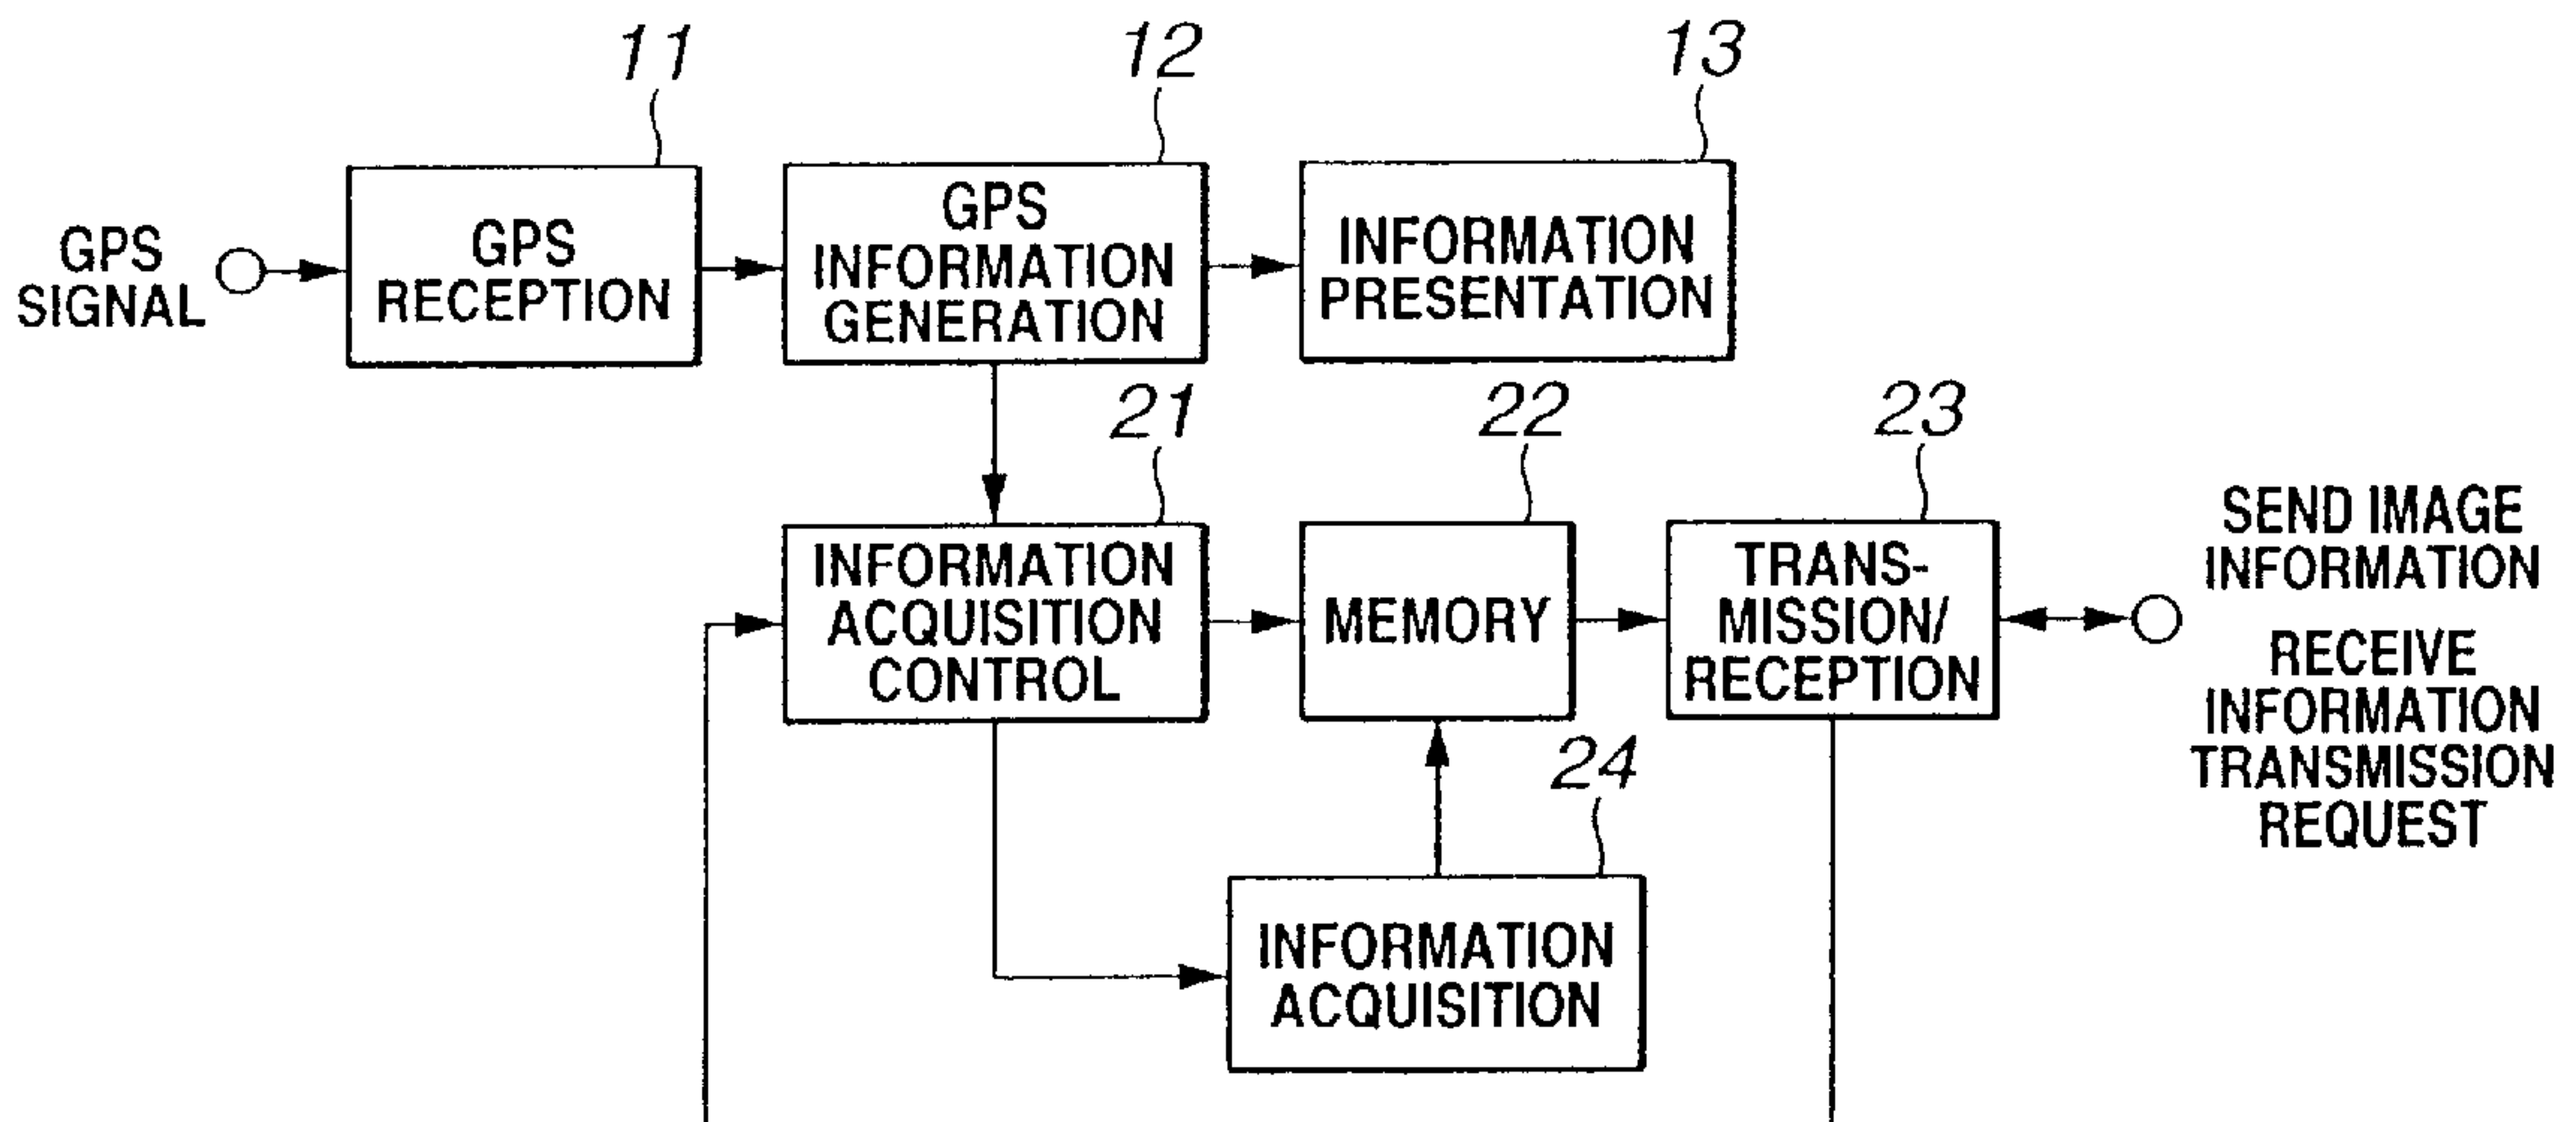 11
12
13
GPS
SIGNAL
GPS
RECEPTION
GPS
INFORMATION
GENERATION
INFORMATION
PRESENTATION
21
22
23
INFORMATION
ACQUISITION
CONTROL
MEMORY
TRANS-
MISSION/
RECEPTION
SEND IMAGE
INFORMATION
RECEIVE
INFORMATION
TRANSMISSION
REQUEST
24
INFORMATION
ACQUISITION